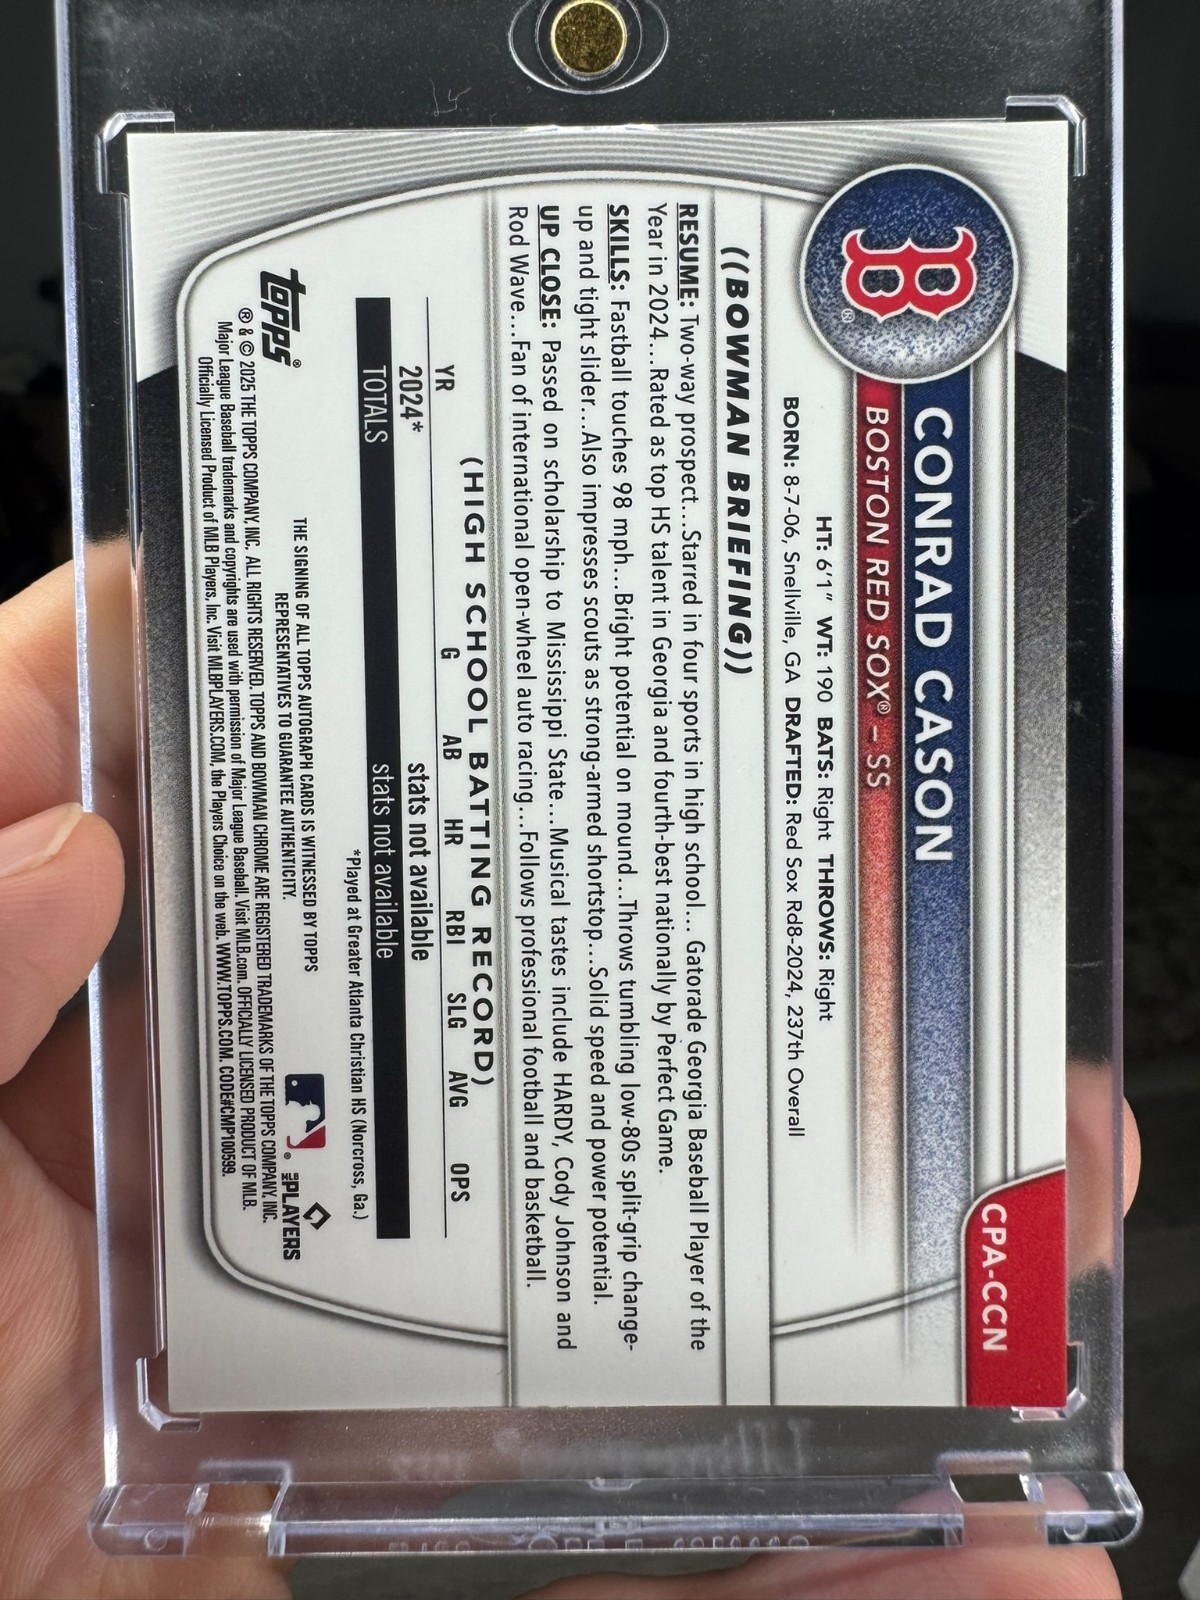 CPA-CCN
B®
CONRAD CASON
BOSTON RED SOX® – SS
HT: 6'1" WT: 190 BATS: Right THROWS: Right
BORN: 8-7-06, Snellville, GA DRAFTED: Red Sox Rd8-2024, 237th Overall
((BOWMAN BRIEFING))
RESUME: Two-way prospect...Starred in four sports in high school... Gatorade Georgia Baseball Player of the
Year in 2024...Rated as top HS talent in Georgia and fourth-best nationally by Perfect Game.
SKILLS: Fastball touches 98 mph...Bright potential on mound...Throws tumbling low-80s split-grip change-
up and tight slider...Also impresses scouts as strong-armed shortstop...Solid speed and power potential.
UP CLOSE: Passed on scholarship to Mississippi State...Musical tastes include HARDY, Cody Johnson and
Rod Wave...Fan of international open-wheel auto racing...Follows professional football and basketball.
(HIGH SCHOOL BATTING RECORD)
YR G AB HR RBI SLG AVG OPS
2024* stats not available
TOTALS stats not available
*Played at Greater Atlanta Christian HS (Norcross, Ga.)
THE SIGNING OF ALL TOPPS AUTOGRAPH CARDS IS WITNESSED BY TOPPS
REPRESENTATIVES TO GUARANTEE AUTHENTICITY.
topps®
MLB PLAYERS
® & © 2025 THE TOPPS COMPANY, INC. ALL RIGHTS RESERVED. TOPPS AND BOWMAN CHROME ARE REGISTERED TRADEMARKS OF THE TOPPS COMPANY, INC.
Major League Baseball trademarks and copyrights are used with permission of Major League Baseball. Visit MLB.com. OFFICIALLY LICENSED PRODUCT OF MLB.
Officially Licensed Product of MLB Players, Inc. Visit MLBPLAYERS.COM, the Players Choice on the web. WWW.TOPPS.COM. CODE#CMP100599.